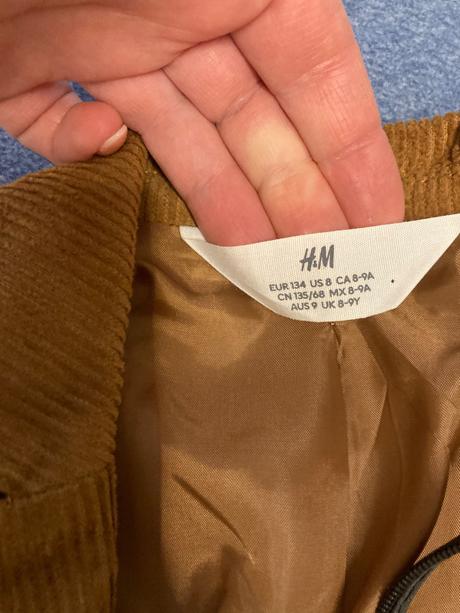 H&M
EUR 134 US 8 CA 8-9A
CN 135/68 MX 8-9A
AUS 9 UK 8-9Y